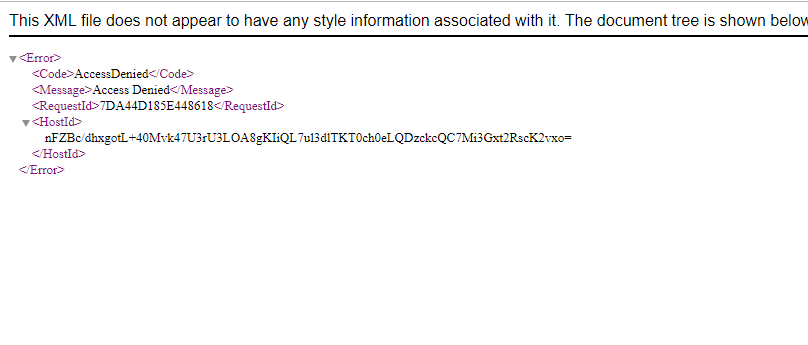 This XML file does not appear to have any style information associated with it. The document tree is shown below
<Error>
<Code>AccessDenied</Code>
<Message>Access Denied</Message>
<RequestId>7DA44D185E448618</RequestId>
<HostId>
nFZBc/dhxgotL+40Mvk47U3rU3LOA8gKIiQL7ul3dlTKT0ch0eLQDzckcQC7Mi3Gxt2RscK2vxo=
</HostId>
</Error>